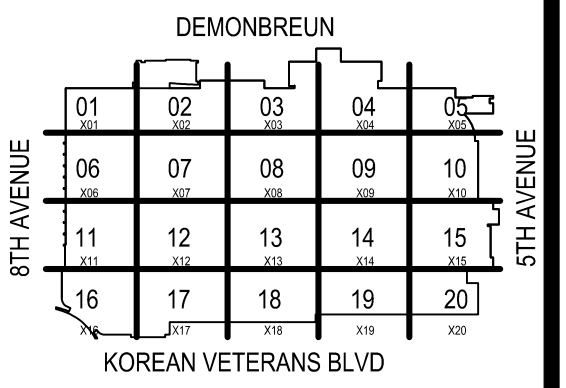 DEMONBREUN
01 02 03 04 05
X01 X02 X03 X04 X05
8TH AVENUE
5TH AVENUE
06 07 08 09 10
X06 X07 X08 X09 X10
11 12 13 14 15
X11 X12 X13 X14 X15
16 17 18 19 20
X16 X17 X18 X19 X20
KOREAN VETERANS BLVD